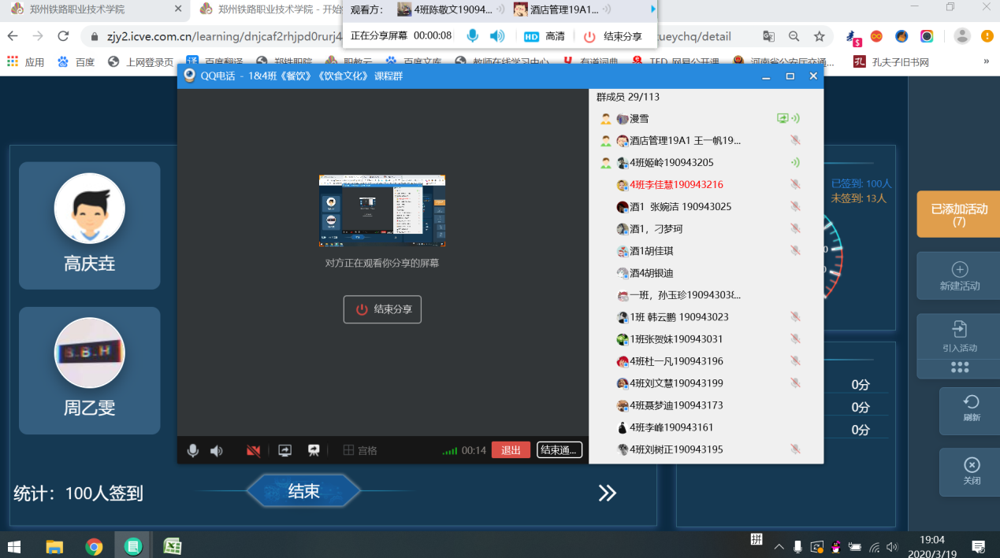 郑州铁路职业技术学院
郑州铁路职业技术学院 - 开始
观看方：
4班陈敬文19094...
酒店管理19A1...
正在分享屏幕 00:00:08
HD 高清
结束分享
zjy2.icve.com.cn/learning/dnjcaf2rhjpd0rurj4
ueychq/detail
应用
百度
上网登录页
百度翻译
郑铁职院
职教云
百度文库
教师在线学习中心
有道词典
TED_网易公开课
河南省公安厅交通...
孔夫子旧书网
»
QQ电话 - 1&4班《餐饮》《饮食文化》 课程群
群成员 29/113
漫雪
酒店管理19A1 王一帆19...
4班姬岭190943205
4班李佳慧190943216
酒1 张婉洁 190943025
酒1，刁梦珂
酒1胡佳琪
酒4胡银迪
一班，孙玉珍19094303...
1班 韩云鹏 190943023
1班张贺妹190943031
4班杜一凡190943196
4班刘文慧190943199
4班聂梦迪190943173
4班李峰190943161
4班刘树正190943195
对方正在观看你分享的屏幕
结束分享
宫格
00:14
退出
结束通...
高庆垚
周乙雯
S.B.H
统计：100人签到
结束
已签到: 100人
未签到: 13人
0分
0分
0分
已添加活动
(7)
新建活动
引入活动
刷新
关闭
拼
19:04
2020/3/19